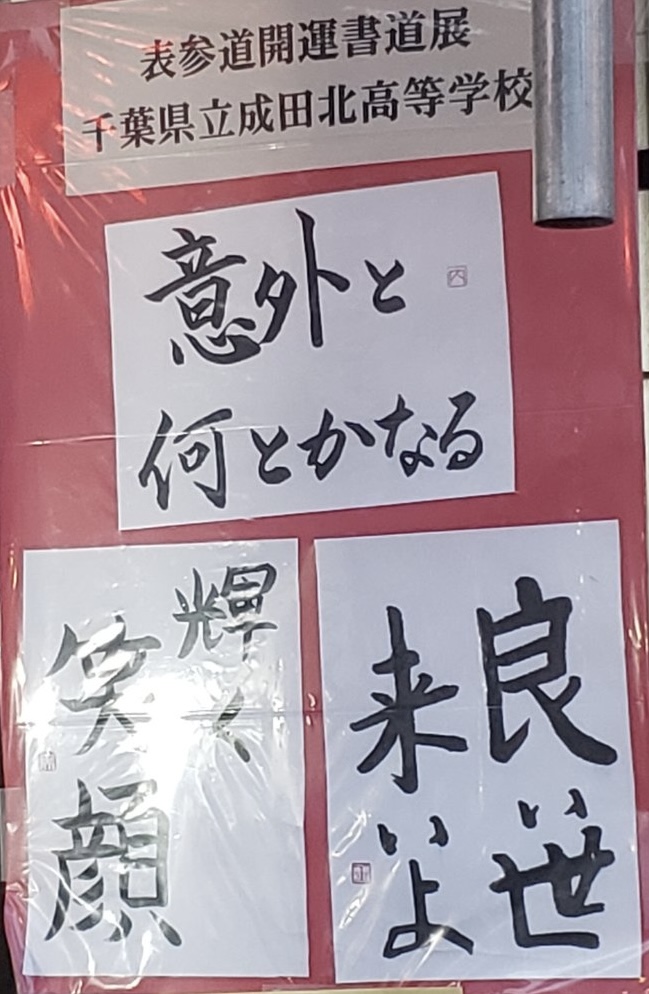 表参道開運書道展
千葉県立成田北高等学校
意外と
何とかなる
良い世
来いよ
輝く
笑顔